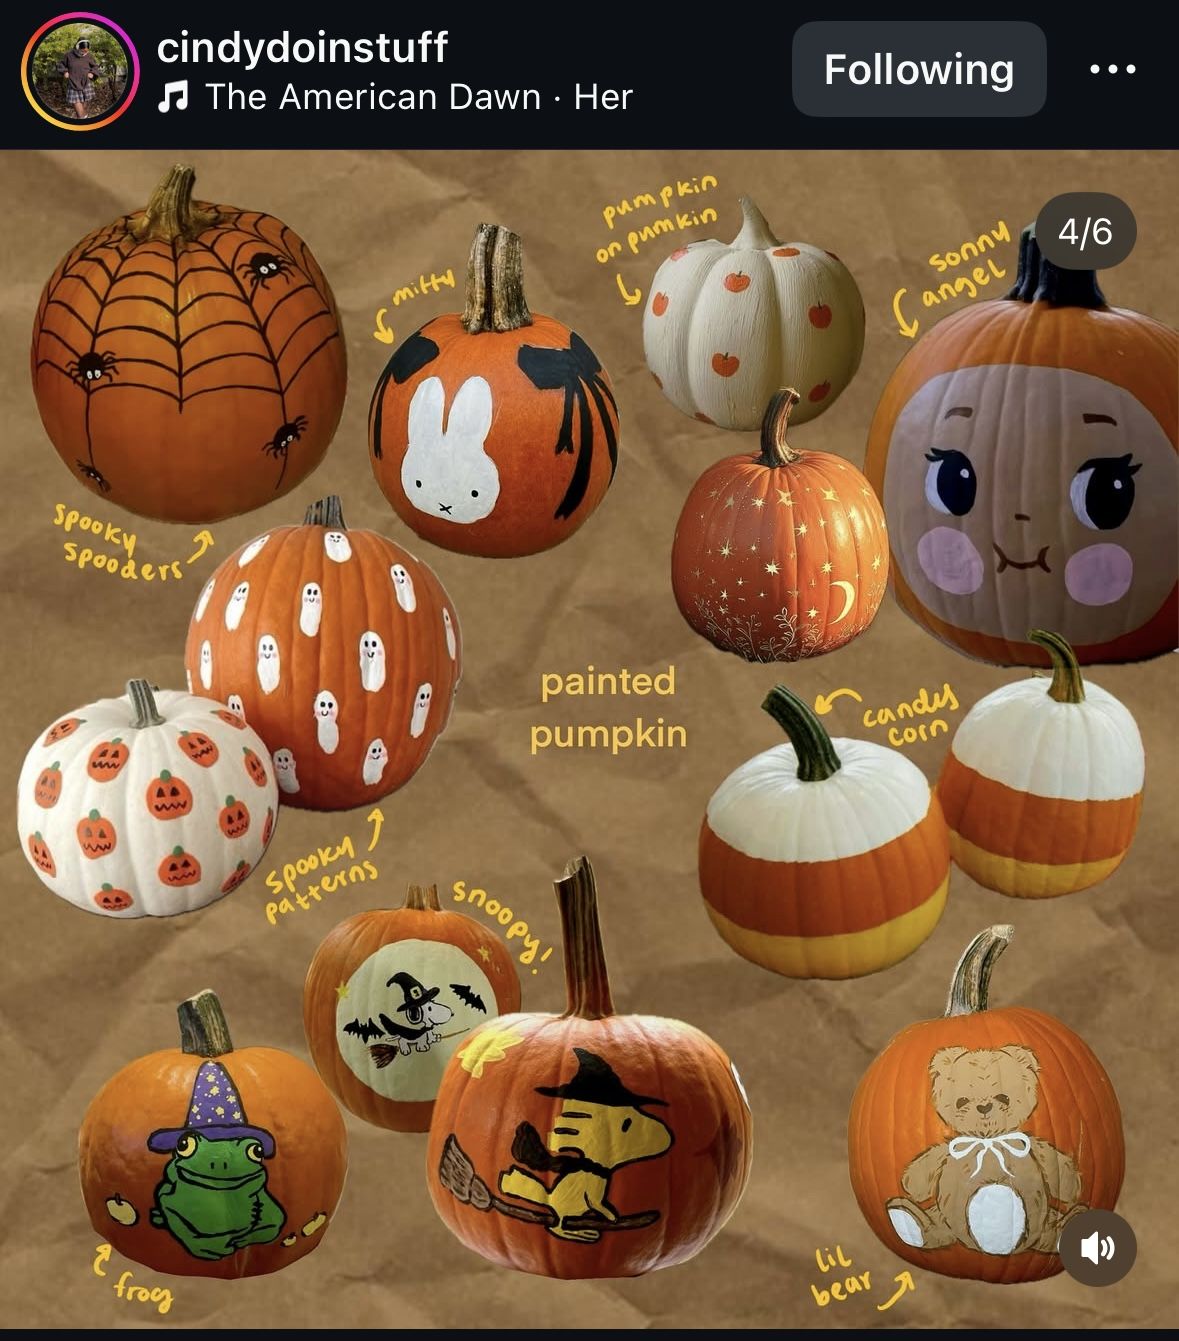 cindydoinstuff
The American Dawn · Her
Following
4/6
pumpkin
on pumkin
miffy
sonny
angel
spooky
spooders
painted
pumpkin
candy
corn
spooky
patterns
snoopy!
frog
lil
bear